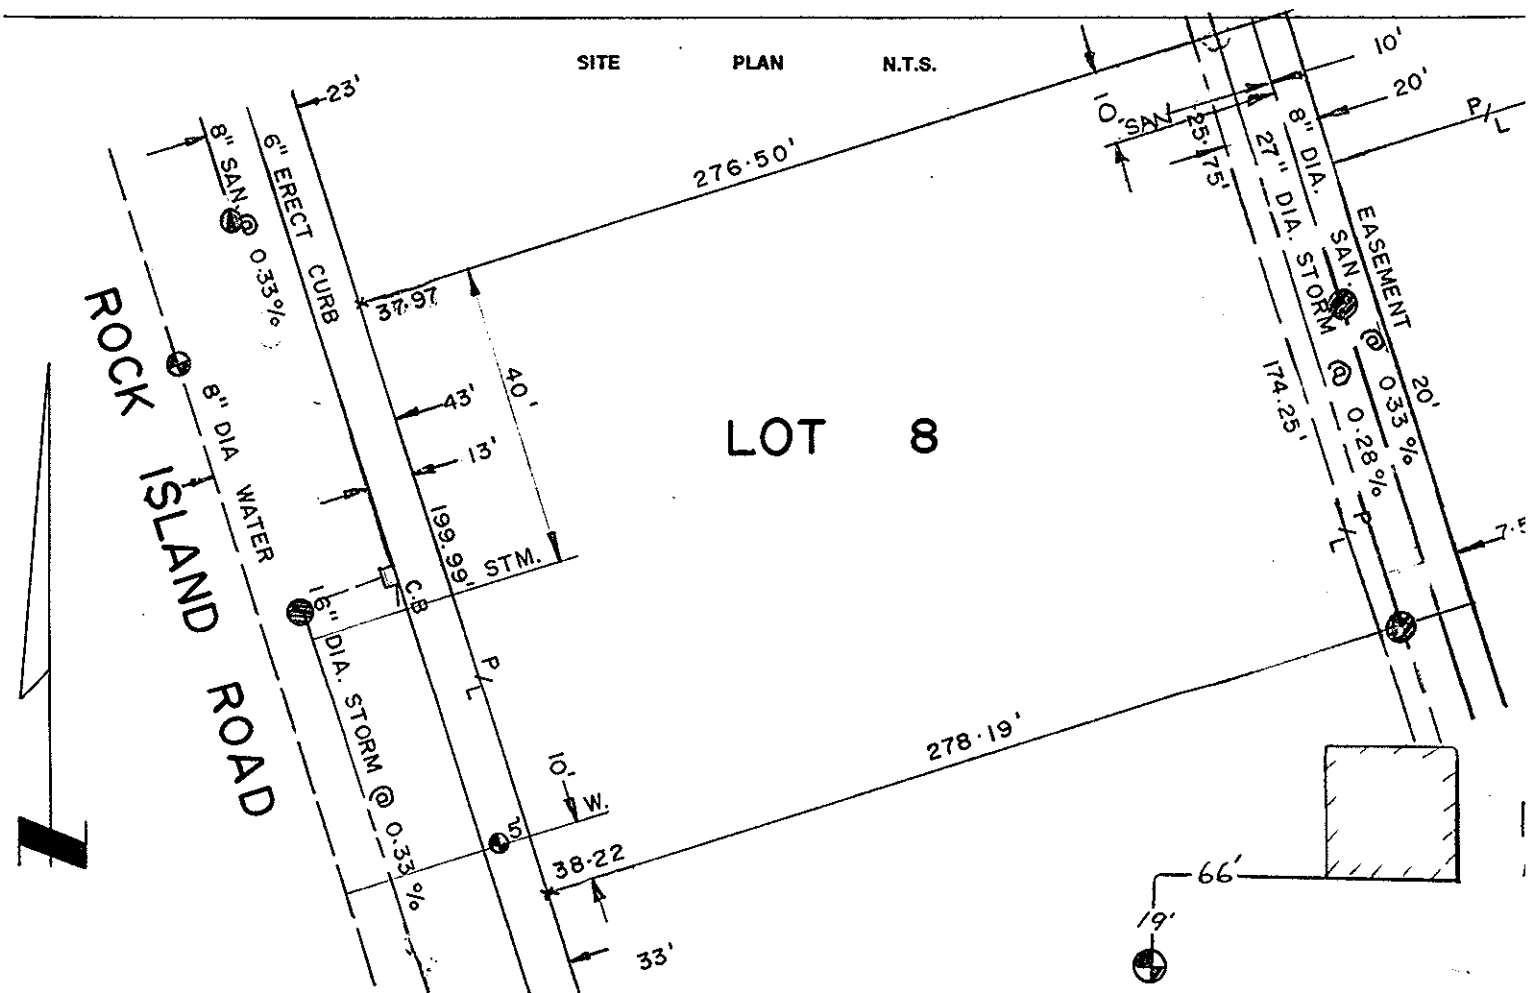 SITE PLAN N.T.S.
23'
10'
20'
P/L
10'
SAN
25.75'
276.50'
8" SAN. @ 0.33%
6" ERECT CURB
8" DIA. SAN. @ 0.33%
27" DIA. STORM @ 0.28%
EASEMENT
20'
37.97
40'
43'
13'
LOT 8
174.25'
ROCK ISLAND ROAD
8" DIA WATER
199.99'
STM.
C.B
P/L
P/L
DIA. STORM @ 0.33%
278.19'
10'
W.
5'
38.22
33'
66'
19'